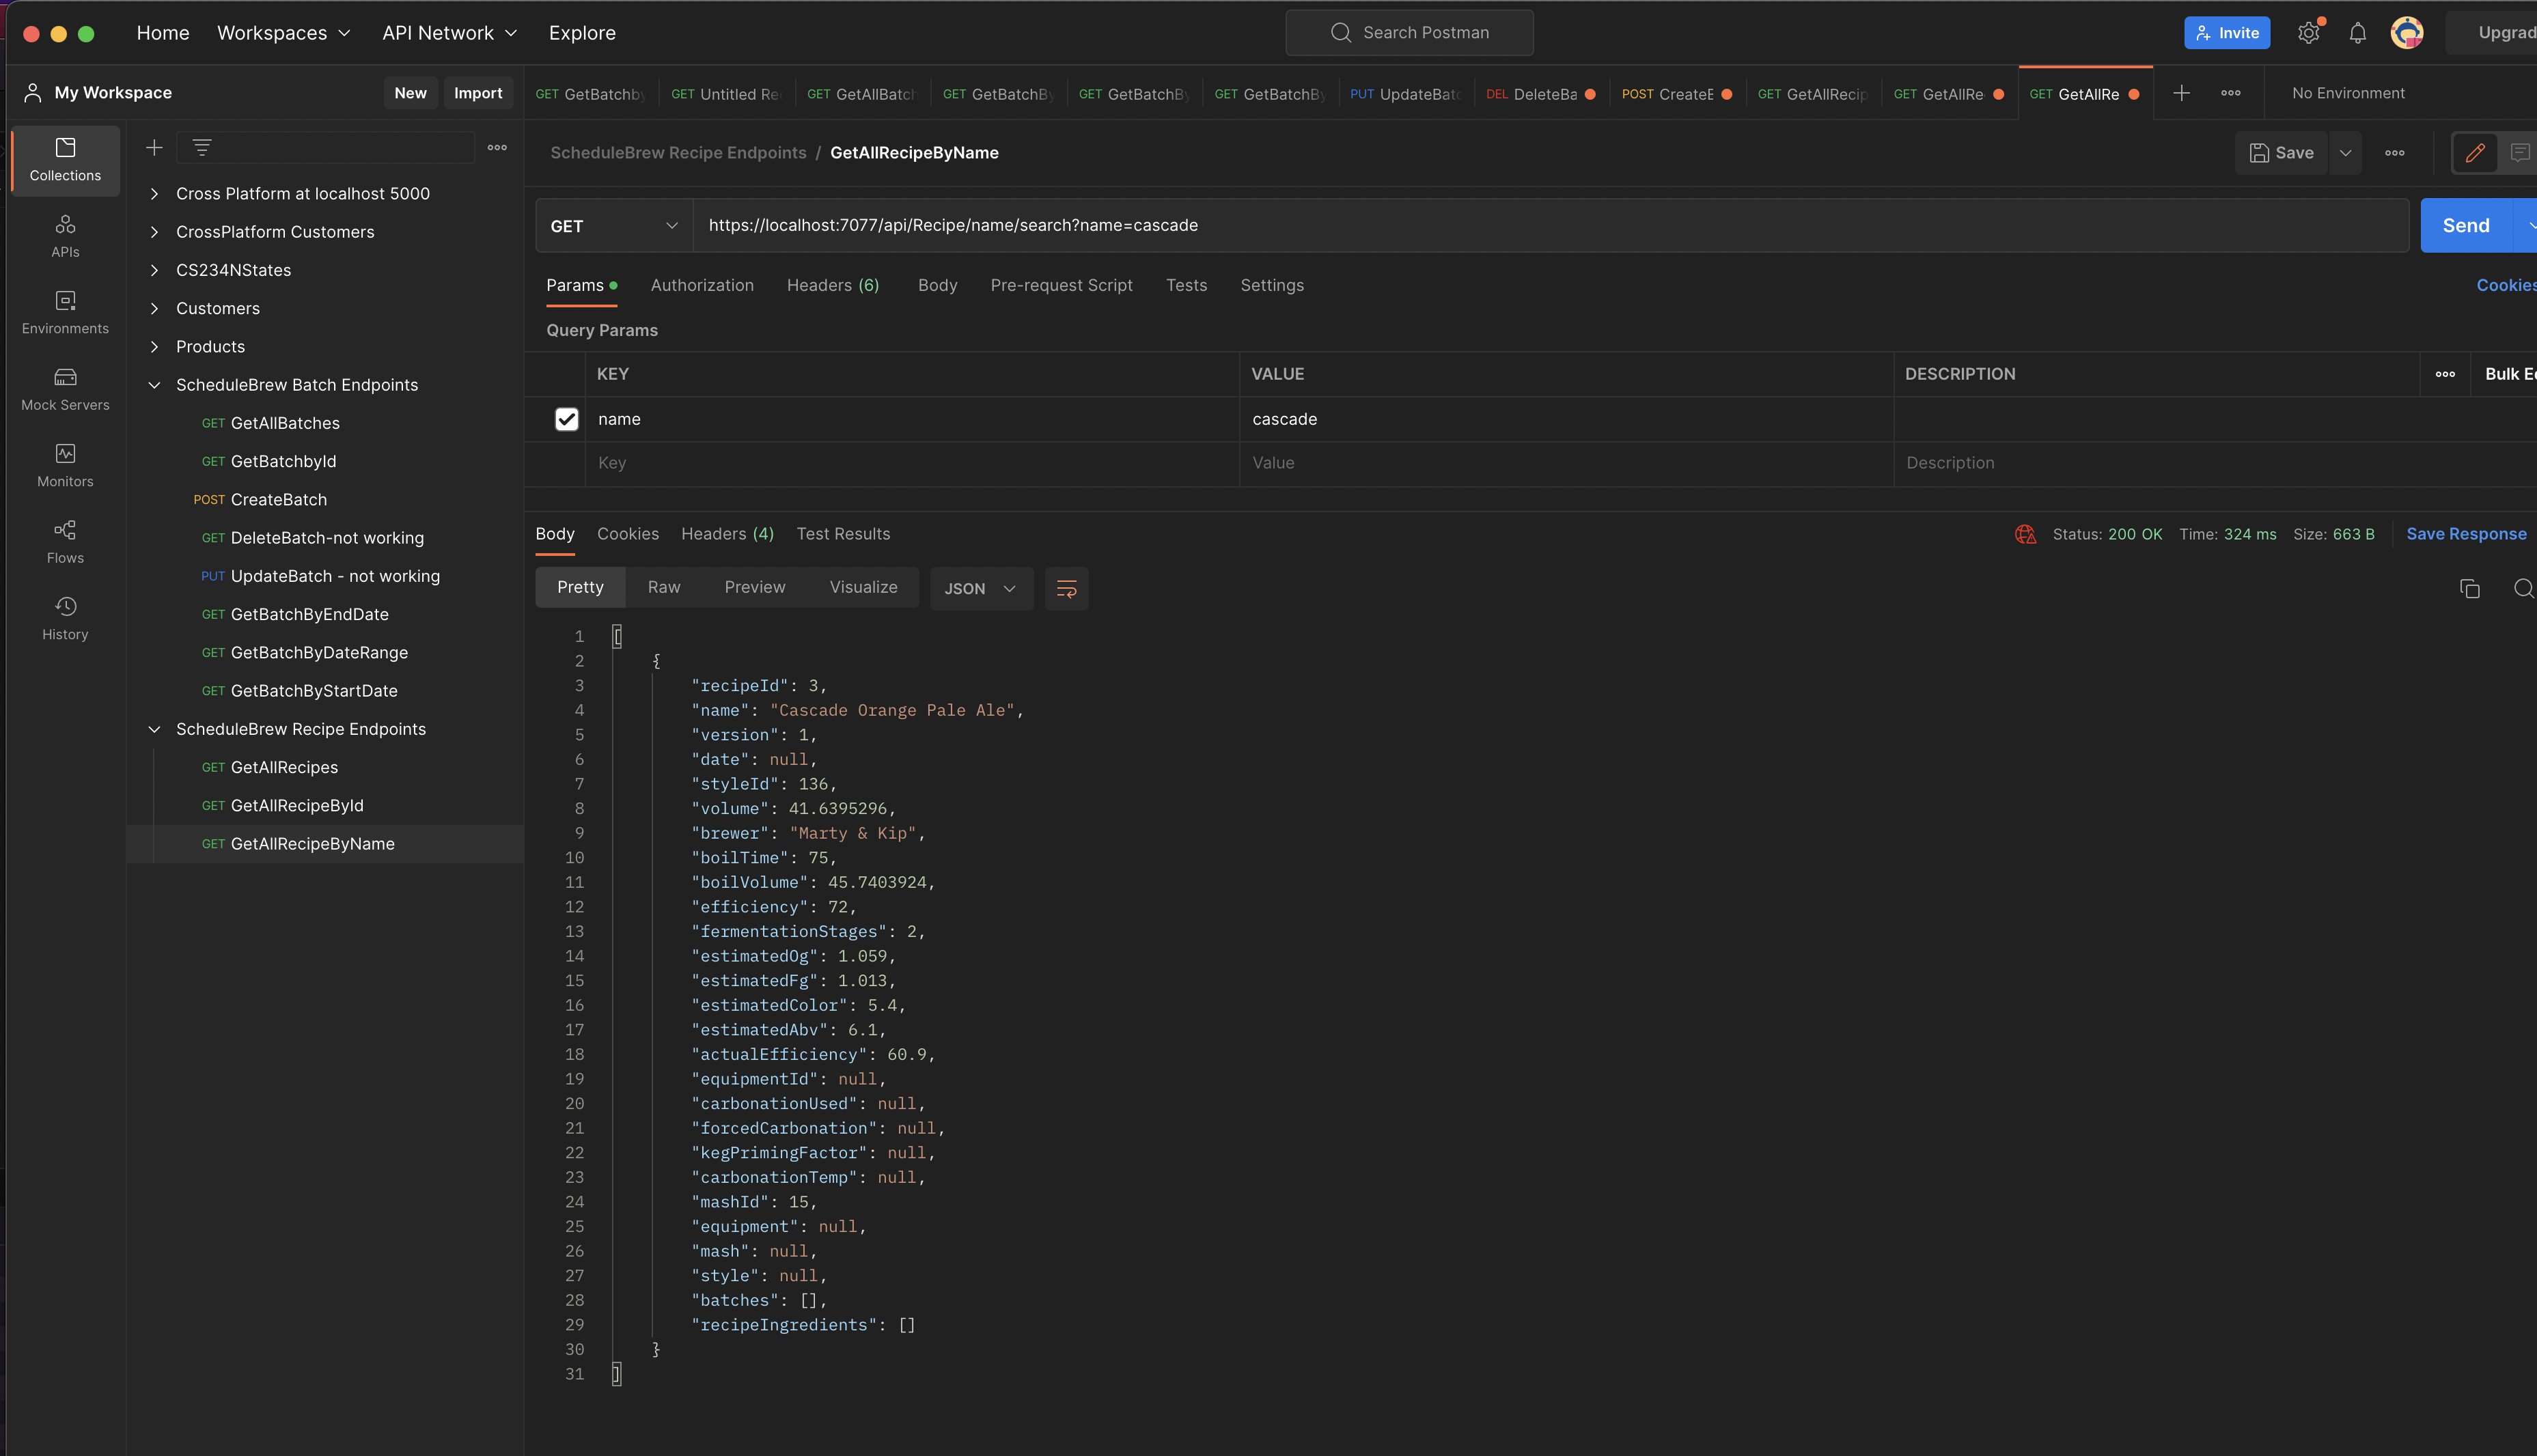 Home Workspaces API Network Explore Search Postman Invite Upgrad
My Workspace New Import
GET GetBatchby GET Untitled Re GET GetAllBatch GET GetBatchBy GET GetBatchBy GET GetBatchBy PUT UpdateBatc DEL DeleteBa POST CreateB GET GetAllRecip GET GetAllRe GET GetAllRe No Environment
Collections
APIs
Environments
Mock Servers
Monitors
Flows
History
Cross Platform at localhost 5000
CrossPlatform Customers
CS234NStates
Customers
Products
ScheduleBrew Batch Endpoints
GET GetAllBatches
GET GetBatchbyId
POST CreateBatch
GET DeleteBatch-not working
PUT UpdateBatch - not working
GET GetBatchByEndDate
GET GetBatchByDateRange
GET GetBatchByStartDate
ScheduleBrew Recipe Endpoints
GET GetAllRecipes
GET GetAllRecipeById
GET GetAllRecipeByName
ScheduleBrew Recipe Endpoints / GetAllRecipeByName Save
GET https://localhost:7077/api/Recipe/name/search?name=cascade Send
Params Authorization Headers (6) Body Pre-request Script Tests Settings Cookies
Query Params
KEY VALUE DESCRIPTION Bulk Ed
name cascade
Key Value Description
Body Cookies Headers (4) Test Results Status: 200 OK Time: 324 ms Size: 663 B Save Response
Pretty Raw Preview Visualize JSON
1 [
2 {
3 "recipeId": 3,
4 "name": "Cascade Orange Pale Ale",
5 "version": 1,
6 "date": null,
7 "styleId": 136,
8 "volume": 41.6395296,
9 "brewer": "Marty & Kip",
10 "boilTime": 75,
11 "boilVolume": 45.7403924,
12 "efficiency": 72,
13 "fermentationStages": 2,
14 "estimatedOg": 1.059,
15 "estimatedFg": 1.013,
16 "estimatedColor": 5.4,
17 "estimatedAbv": 6.1,
18 "actualEfficiency": 60.9,
19 "equipmentId": null,
20 "carbonationUsed": null,
21 "forcedCarbonation": null,
22 "kegPrimingFactor": null,
23 "carbonationTemp": null,
24 "mashId": 15,
25 "equipment": null,
26 "mash": null,
27 "style": null,
28 "batches": [],
29 "recipeIngredients": []
30 }
31 ]